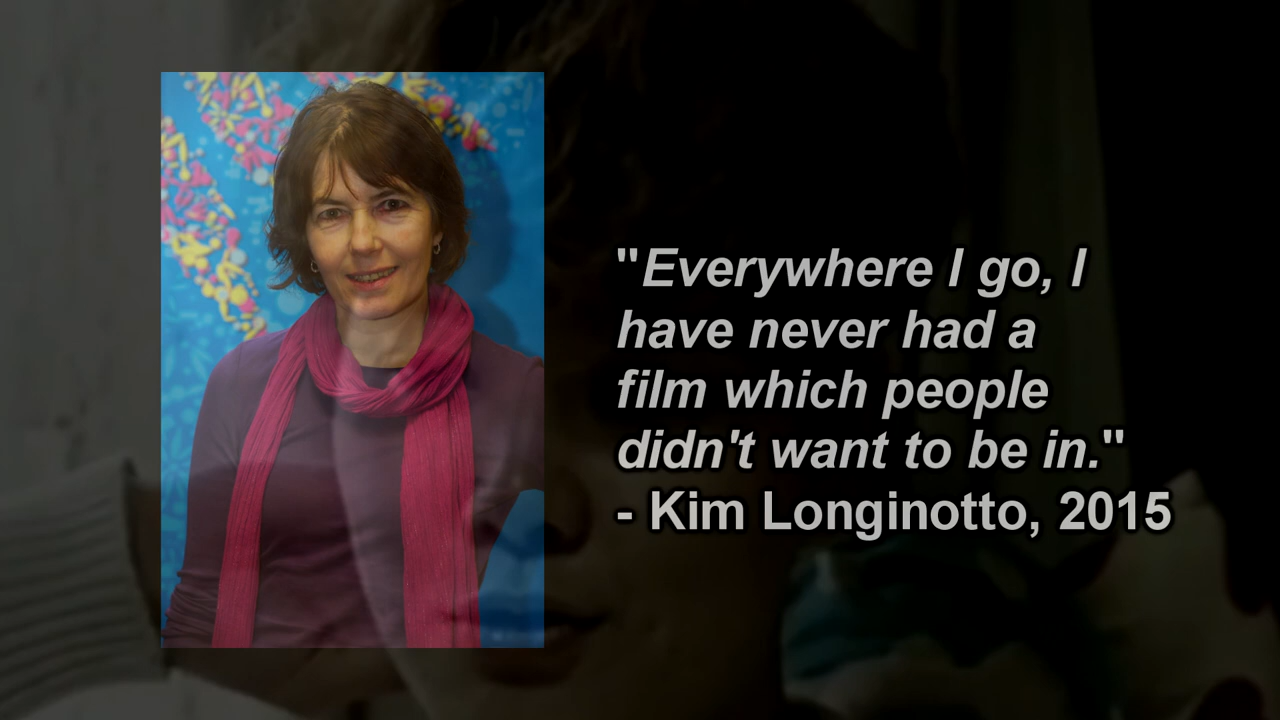 "Everywhere I go, I
have never had a
film which people
didn't want to be in."
- Kim Longinotto, 2015